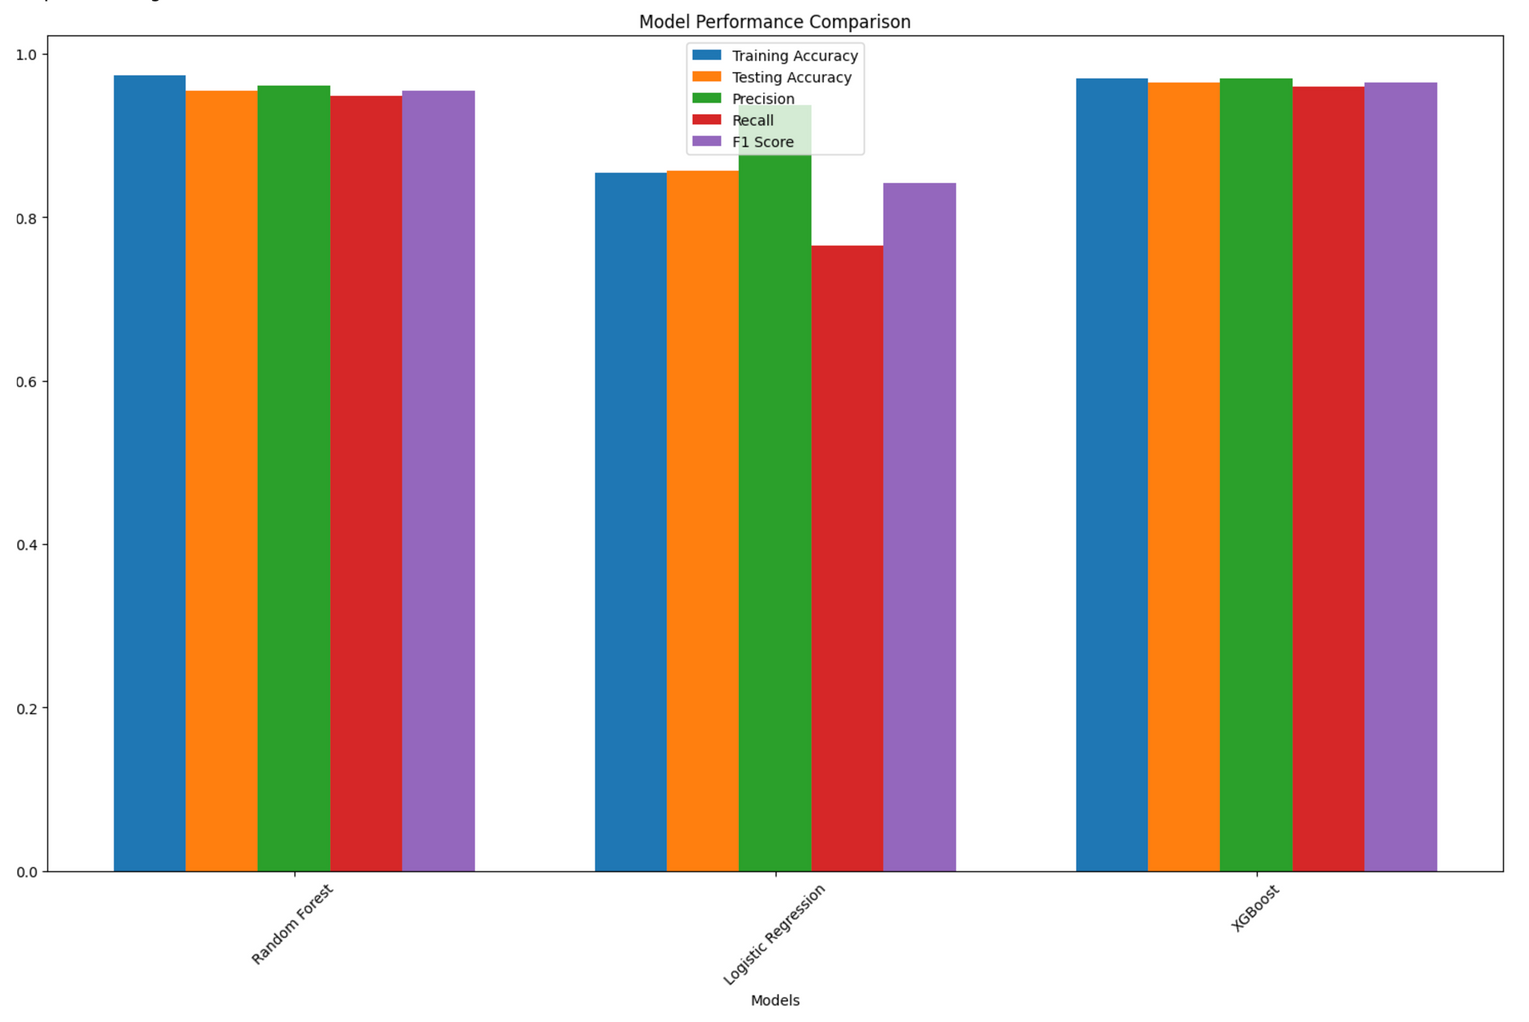 Model Performance Comparison
1.0
0.8
0.6
0.4
0.2
0.0
Training Accuracy
Testing Accuracy
Precision
Recall
F1 Score
Random Forest
Logistic Regression
XGBoost
Models